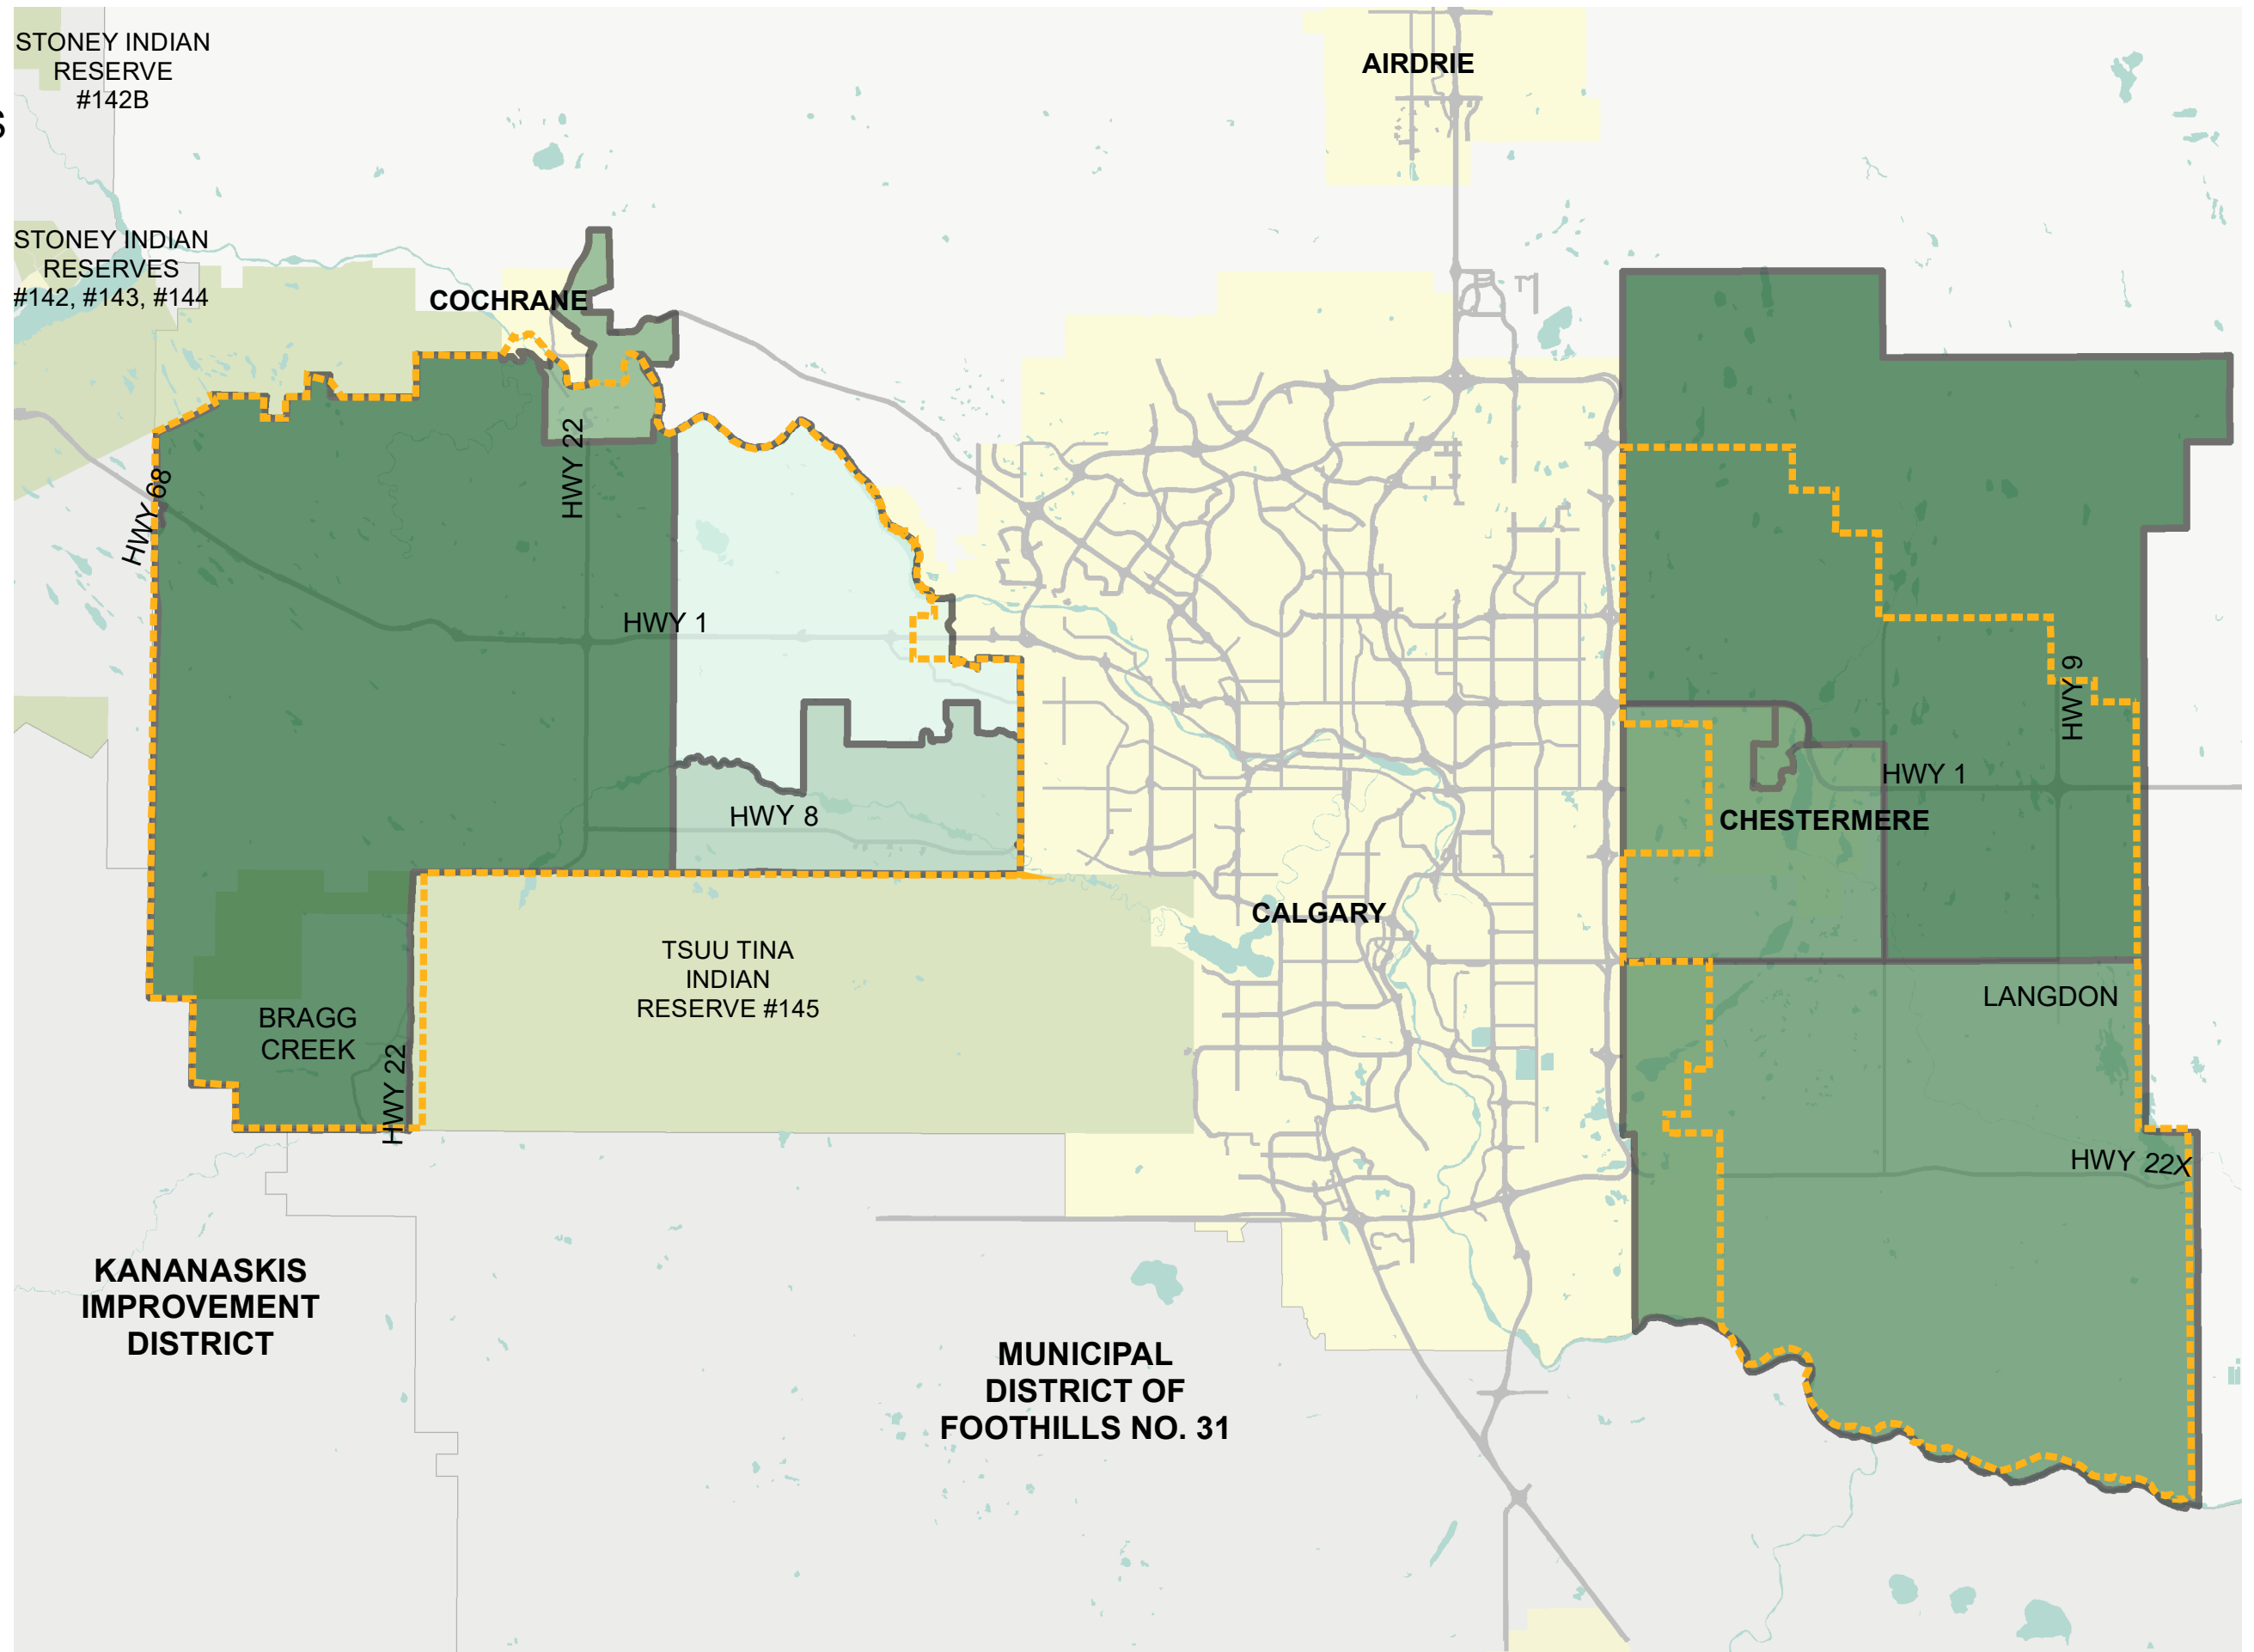 STONEY INDIAN
RESERVE
#142B
S
AIRDRIE
STONEY INDIAN
RESERVES
#142, #143, #144
COCHRANE
HWY 68
HWY 22
HWY 1
HWY 9
HWY 1
HWY 8
CHESTERMERE
CALGARY
TSUU TINA
INDIAN
RESERVE #145
LANGDON
BRAGG
CREEK
HWY 22
HWY 22X
KANANASKIS
IMPROVEMENT
DISTRICT
MUNICIPAL
DISTRICT OF
FOOTHILLS NO. 31